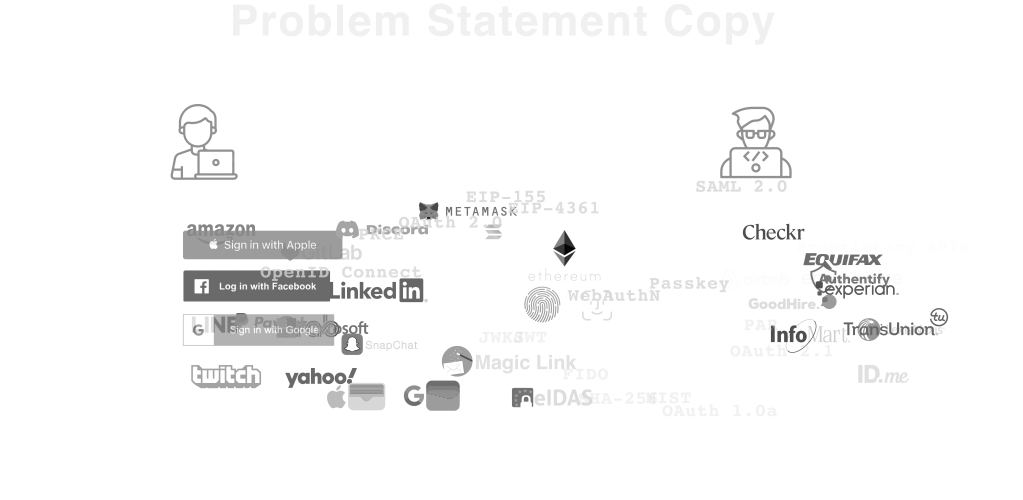 Problem Statement Copy
SAML 2.0
EIP-155
METAMASK
EIP-4361
OAuth 2.0
amazon
Discord
Checkr
Sign in with Apple
EQUIFAX
OpenID Connect
ethereum
Authentify
Log in with Facebook
LinkedIn
WebAuthN
Passkey
experian.
GoodHire.
LINE
G
Sign in with Google
PAR
InfoMart
TransUnion
tu
JWKS
JWT
SnapChat
OAuth 2.1
Magic Link
twitch
yahoo!
FIDO
ID.me
G
eIDAS
SHA-256
NIST
OAuth 1.0a